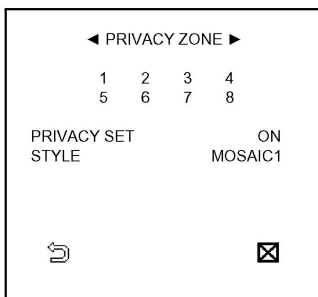 ◄ PRIVACY ZONE ►
1 2 3 4
5 6 7 8
PRIVACY SET ON
STYLE MOSAIC1